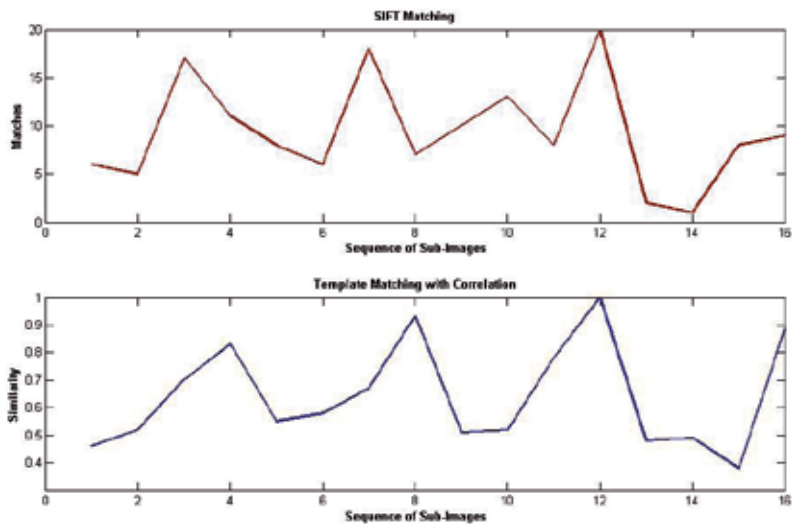 SIFT Matching
20
15
10
5
0
Matches
0 2 4 6 8 10 12 14 16
Sequence of Sub-Images
Template Matching with Correlation
1
0.9
0.8
0.7
0.6
0.5
0.4
Similarity
0 2 4 6 8 10 12 14 16
Sequence of Sub-Images